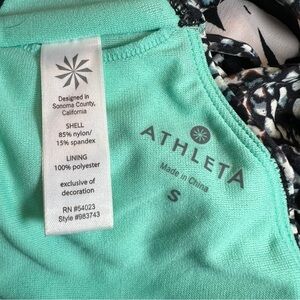 Designed in
Sonoma County,
California
SHELL
85% nylon/
15% spandex
LINING
100% polyester
exclusive of
decoration
RN #54023
Style #983743
ATHLETA
Made in China
S